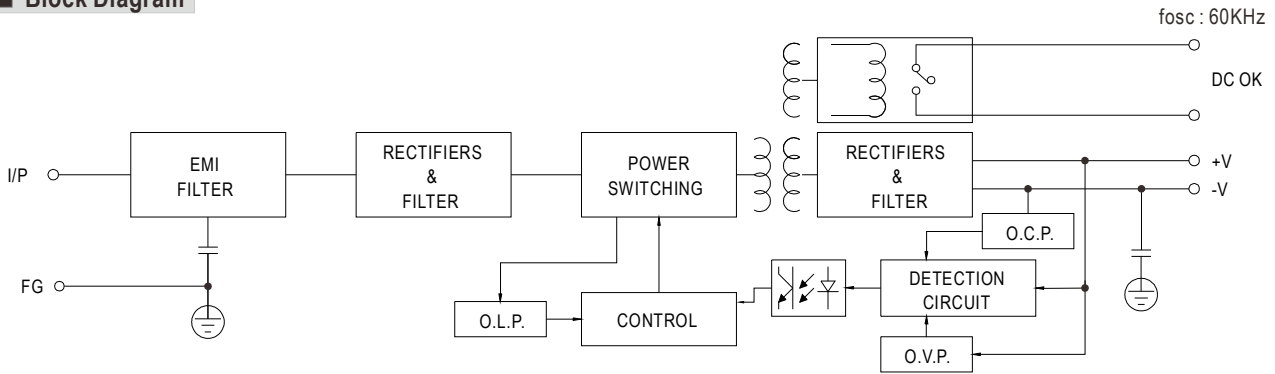 Block Diagram
fosc : 60KHz
DC OK
I/P
EMI
FILTER
RECTIFIERS
&
FILTER
POWER
SWITCHING
RECTIFIERS
&
FILTER
+V
-V
O.C.P.
FG
O.L.P.
CONTROL
DETECTION
CIRCUIT
O.V.P.